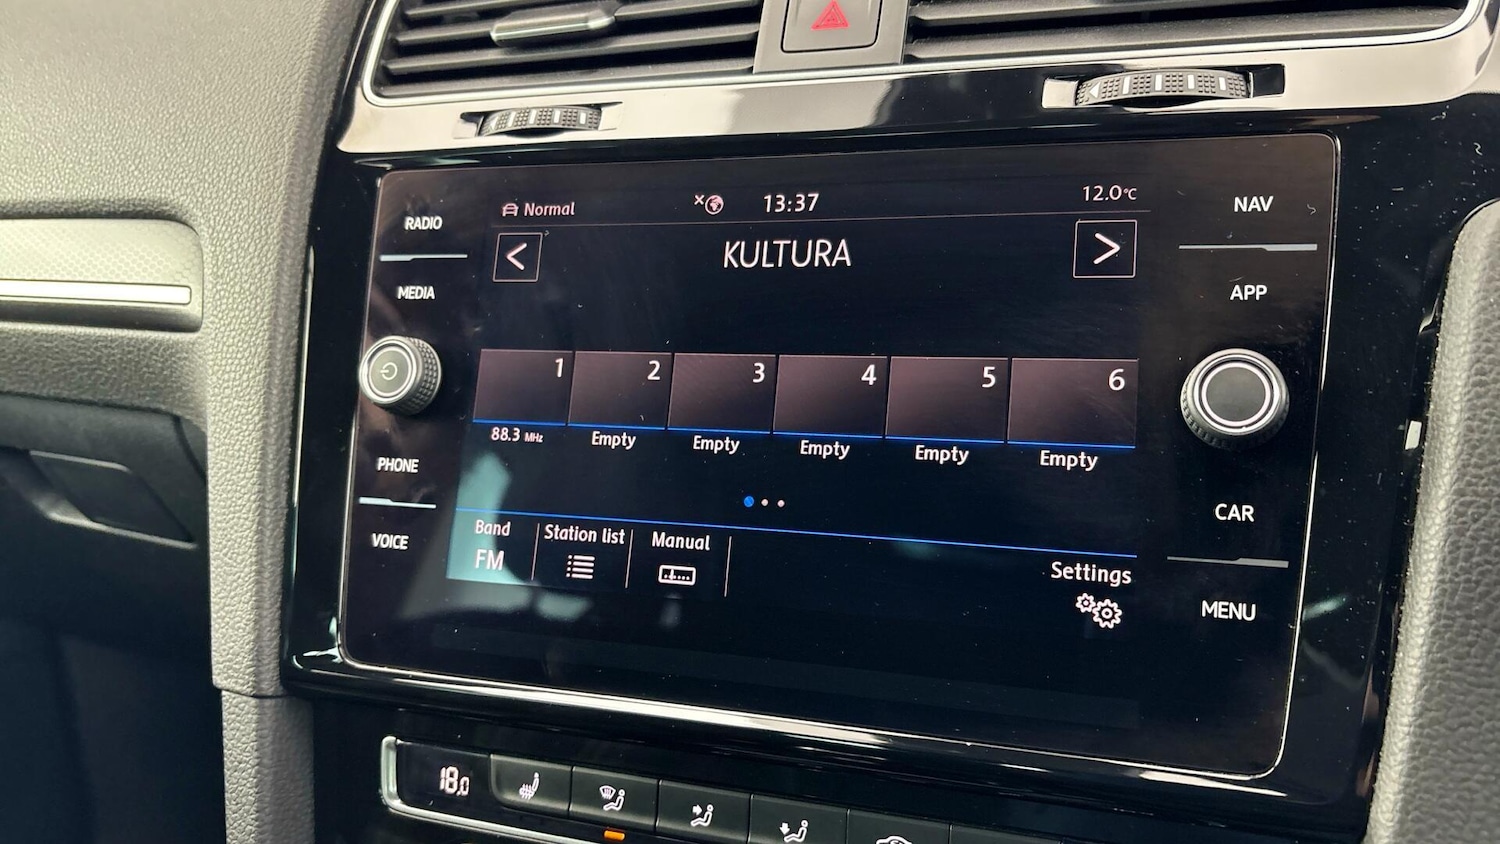 RADIO
MEDIA
PHONE
VOICE
Normal
13:37
12.0°C
<
KULTURA
>
1
2
3
4
5
6
88.3 MHz
Empty
Empty
Empty
Empty
Empty
Band
FM
Station list
Manual
Settings
NAV
APP
CAR
MENU
18.0